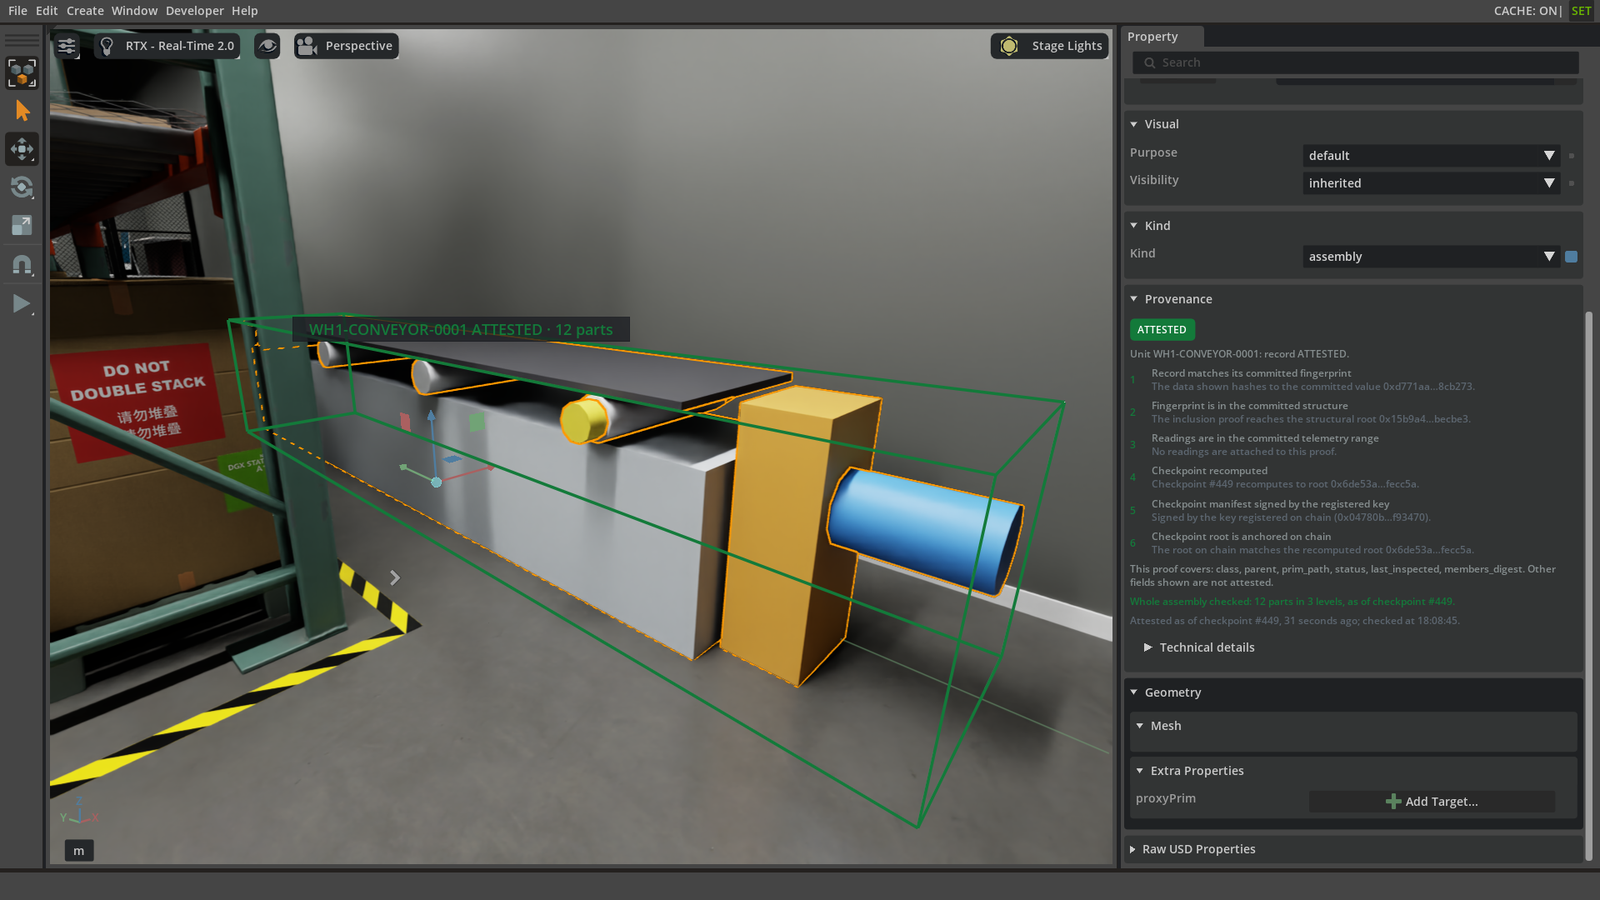 File Edit Create Window Developer Help
CACHE: ON| SET
RTX - Real-Time 2.0
Perspective
Stage Lights
DO NOT
DOUBLE STACK
请勿堆叠
请勿堆叠
DGX STAT
WH1-CONVEYOR-0001 ATTESTED · 12 parts
Z
Y
X
m
Property
Search
Visual
Purpose
default
Visibility
inherited
Kind
Kind
assembly
Provenance
ATTESTED
Unit WH1-CONVEYOR-0001: record ATTESTED.
1 Record matches its committed fingerprint
The data shown hashes to the committed value 0xd771aa...8cb273.
2 Fingerprint is in the committed structure
The inclusion proof reaches the structural root 0x15b9a4...becbe3.
3 Readings are in the committed telemetry range
No readings are attached to this proof.
4 Checkpoint recomputed
Checkpoint #449 recomputes to root 0x6de53a...fecc5a.
5 Checkpoint manifest signed by the registered key
Signed by the key registered on chain (0x04780b...f93470).
6 Checkpoint root is anchored on chain
The root on chain matches the recomputed root 0x6de53a...fecc5a.
This proof covers: class, parent, prim_path, status, last_inspected, members_digest. Other
fields shown are not attested.
Whole assembly checked: 12 parts in 3 levels, as of checkpoint #449.
Attested as of checkpoint #449, 31 seconds ago; checked at 18:08:45.
Technical details
Geometry
Mesh
Extra Properties
proxyPrim
Add Target...
Raw USD Properties